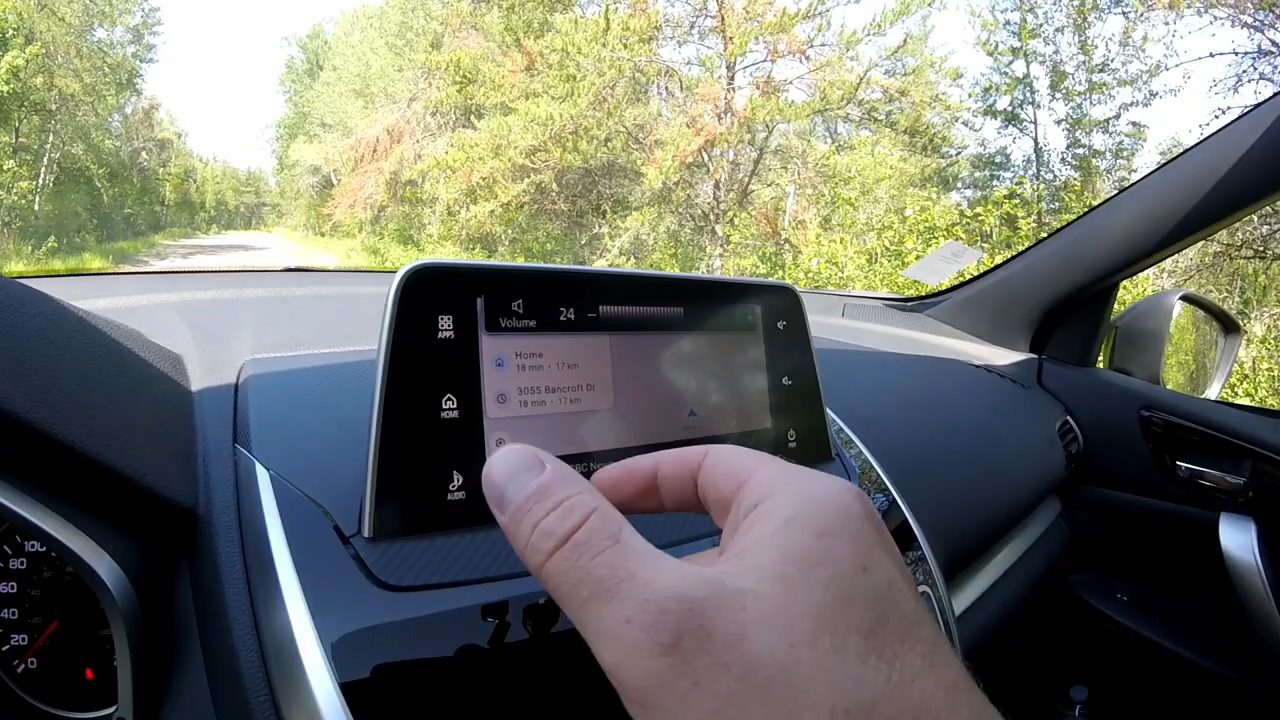 APPS
HOME
AUDIO
Volume 24
Home
18 min • 17 km
3055 Bancroft Dr
18 min • 17 km
100
80
60
40
20
0